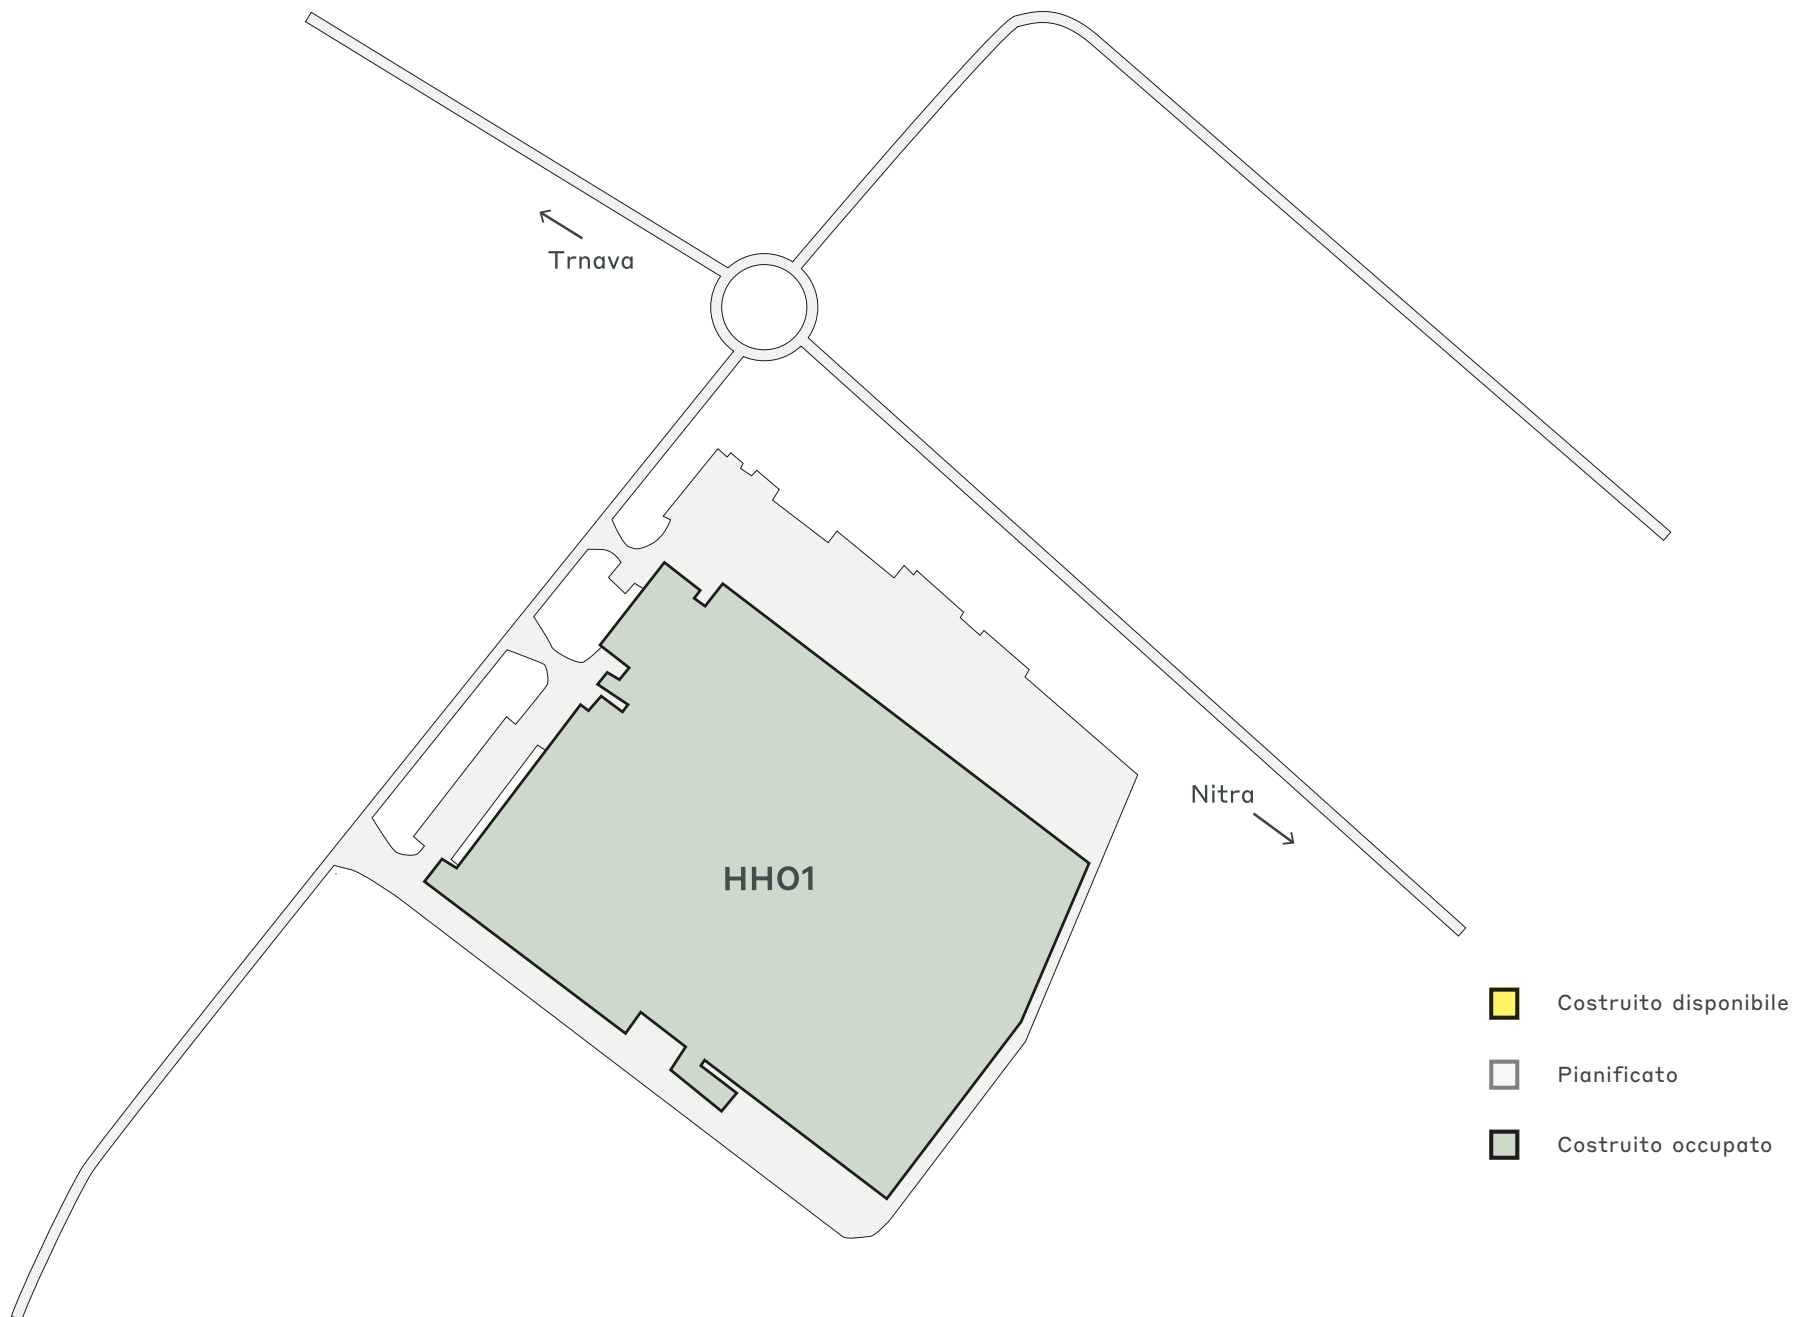 Trnava
Nitra
HH01
Costruito disponibile
Pianificato
Costruito occupato